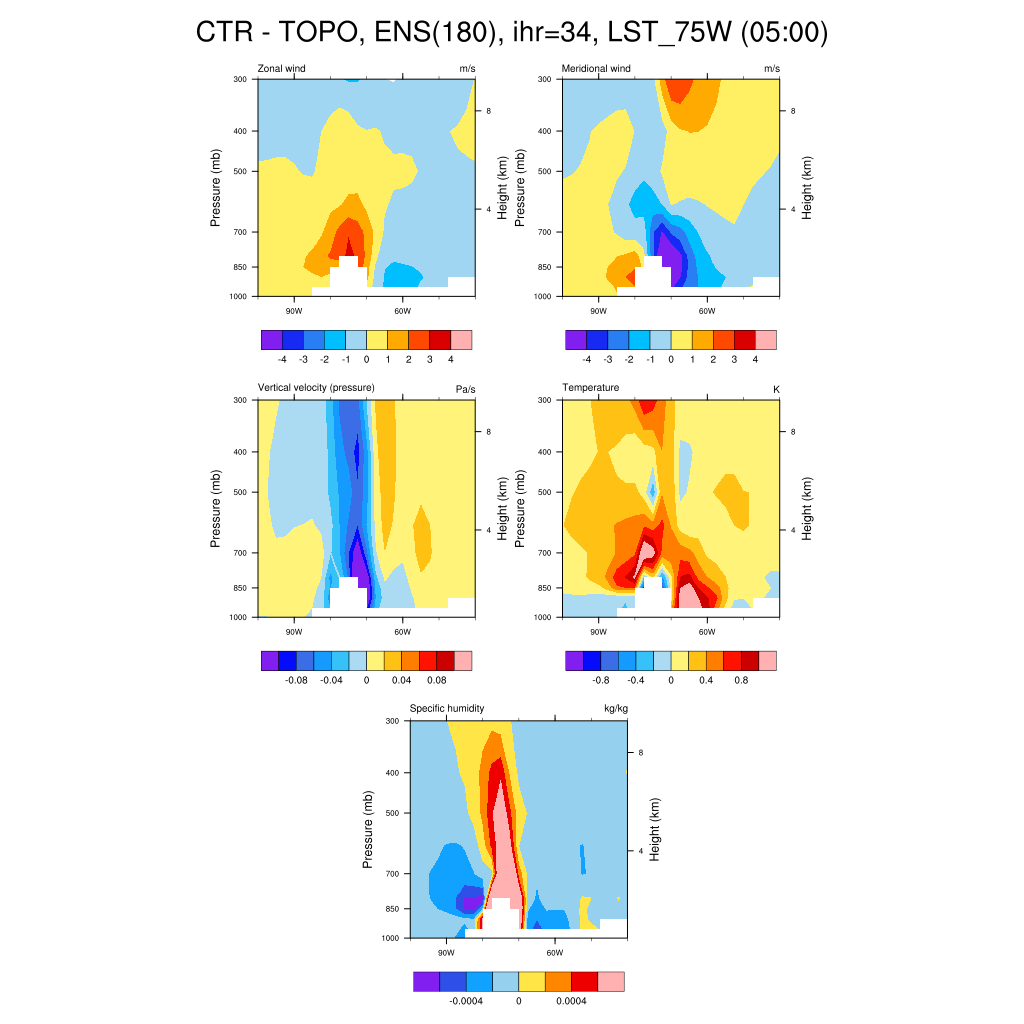 CTR - TOPO, ENS(180), ihr=34, LST_75W (05:00)
Zonal wind m/s
Meridional wind m/s
300
400
500
700
850
1000
Pressure (mb)
8
4
Height (km)
90W 60W
300
400
500
700
850
1000
Pressure (mb)
8
4
Height (km)
90W 60W
-4 -3 -2 -1 0 1 2 3 4
-4 -3 -2 -1 0 1 2 3 4
Vertical velocity (pressure) Pa/s
Temperature K
300
400
500
700
850
1000
Pressure (mb)
8
4
Height (km)
90W 60W
300
400
500
700
850
1000
Pressure (mb)
8
4
Height (km)
90W 60W
-0.08 -0.04 0 0.04 0.08
-0.8 -0.4 0 0.4 0.8
Specific humidity kg/kg
300
400
500
700
850
1000
Pressure (mb)
8
4
Height (km)
90W 60W
-0.0004 0 0.0004